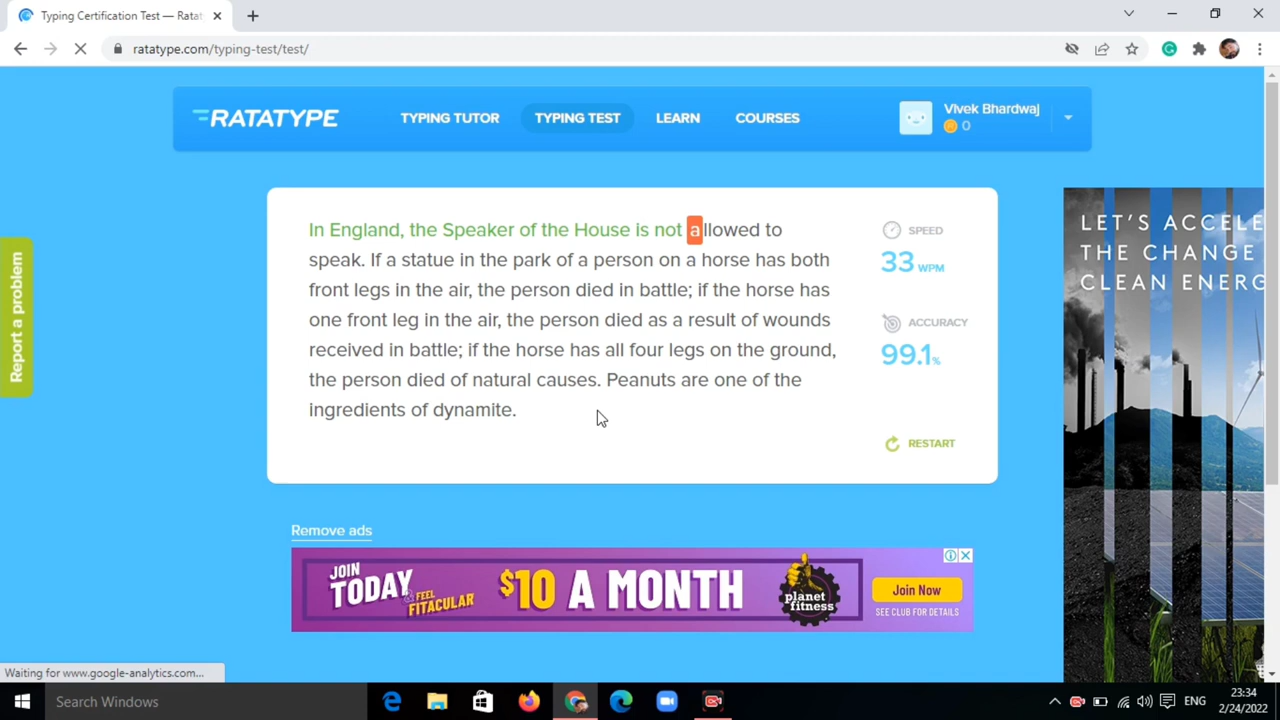 Typing Certification Test — Ratat
ratatype.com/typing-test/test/
RATATYPE
TYPING TUTOR
TYPING TEST
LEARN
COURSES
Vivek Bhardwaj
0
Report a problem
In England, the Speaker of the House is not allowed to
speak. If a statue in the park of a person on a horse has both
front legs in the air, the person died in battle; if the horse has
one front leg in the air, the person died as a result of wounds
received in battle; if the horse has all four legs on the ground,
the person died of natural causes. Peanuts are one of the
ingredients of dynamite.
SPEED
33 WPM
ACCURACY
99.1%
RESTART
LET'S ACCELE
THE CHANGE
CLEAN ENERG
Remove ads
JOIN
TODAY
& FEEL
FITACULAR
$10 A MONTH
planet
fitness
Join Now
SEE CLUB FOR DETAILS
Waiting for www.google-analytics.com...
Search Windows
ENG
23:34
2/24/2022